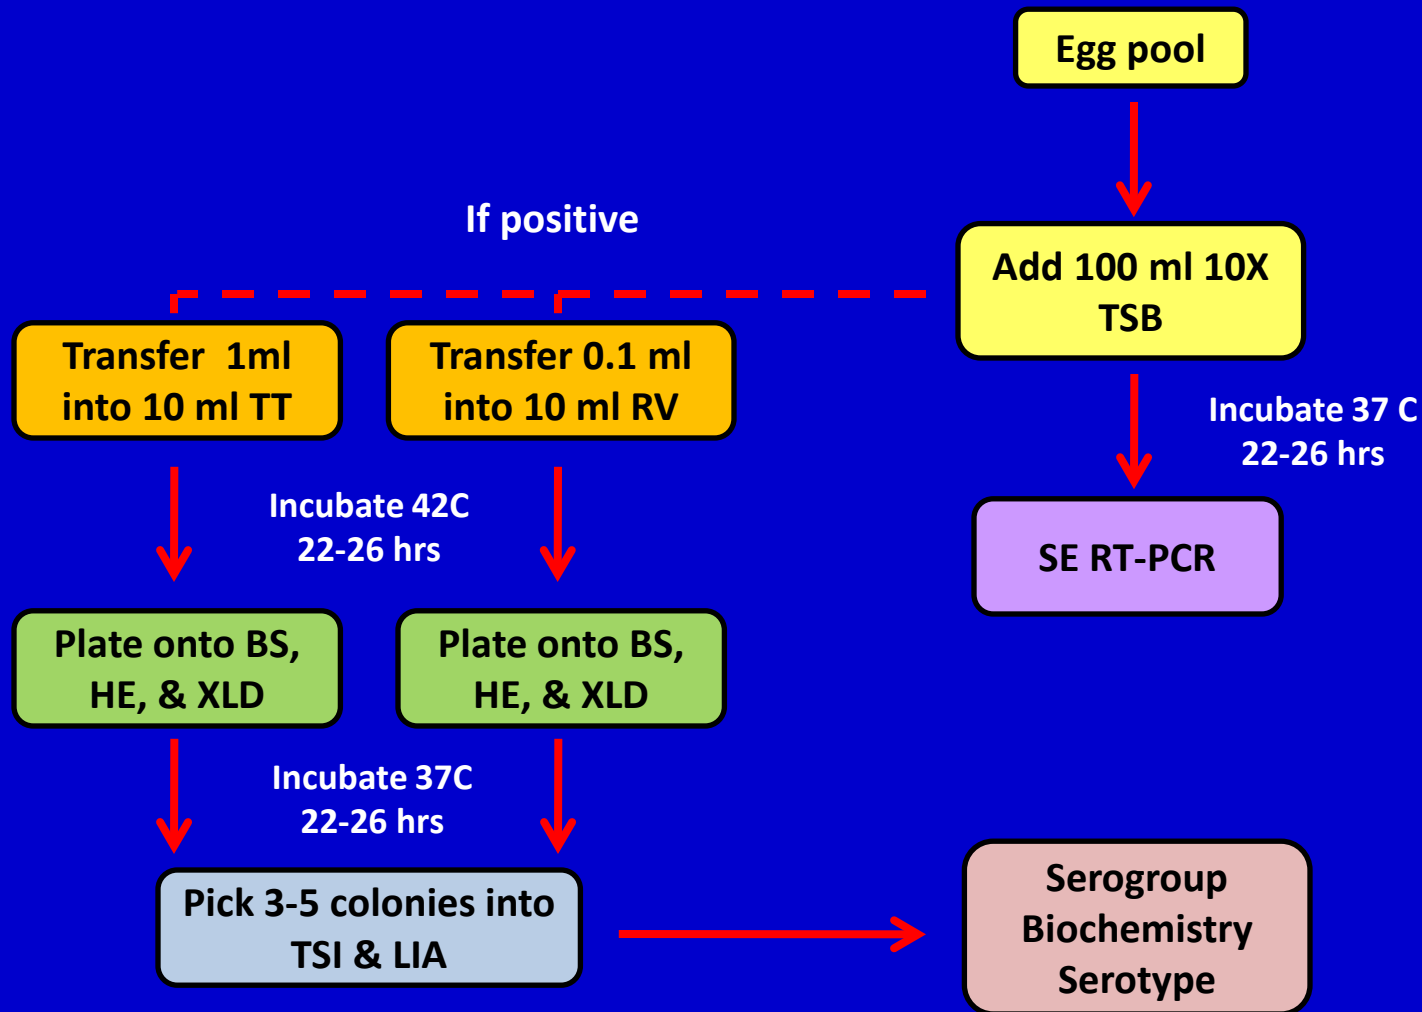 Egg pool
If positive
Add 100 ml 10X
TSB
Transfer 1ml
into 10 ml TT
Transfer 0.1 ml
into 10 ml RV
Incubate 37 C
22-26 hrs
Incubate 42C
22-26 hrs
SE RT-PCR
Plate onto BS,
HE, & XLD
Plate onto BS,
HE, & XLD
Incubate 37C
22-26 hrs
Pick 3-5 colonies into
TSI & LIA
Serogroup
Biochemistry
Serotype